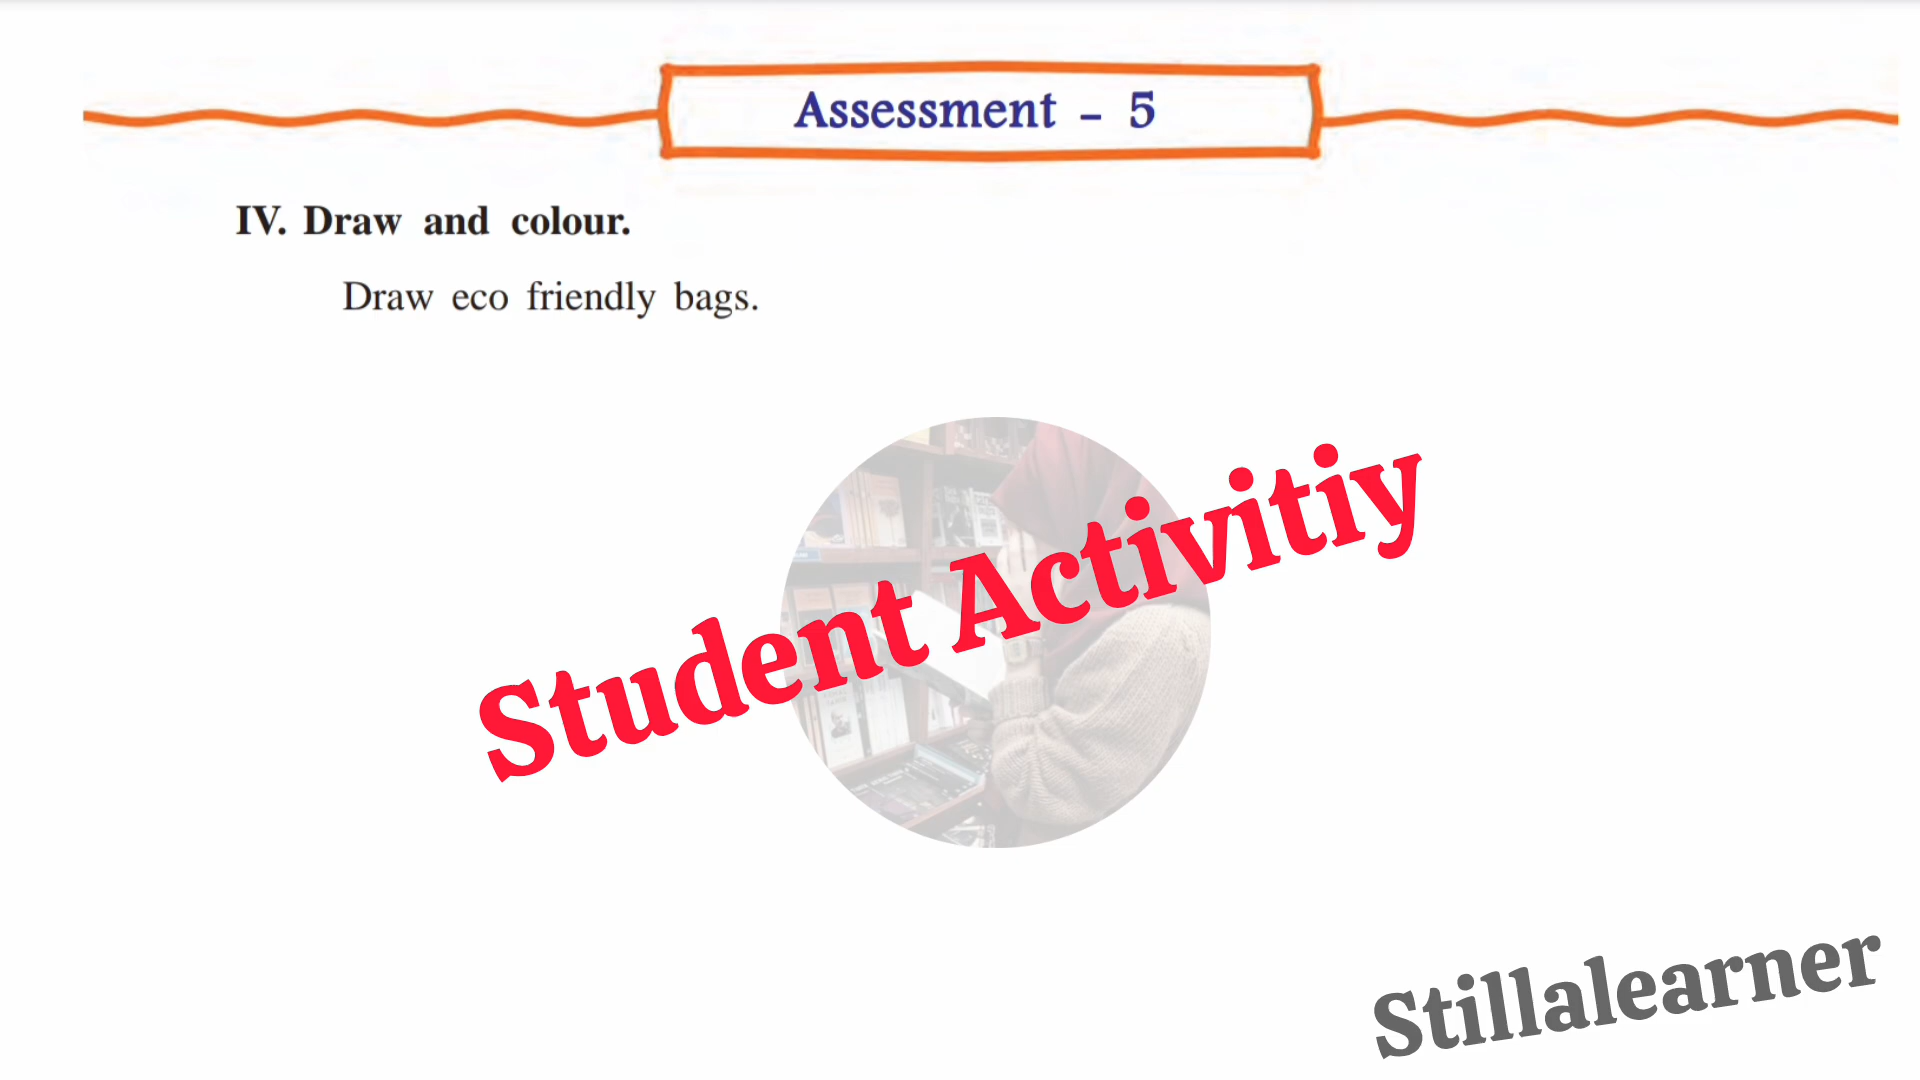 Assessment – 5
IV. Draw and colour.
Draw eco friendly bags.
Student Activitiy
Stillalearner